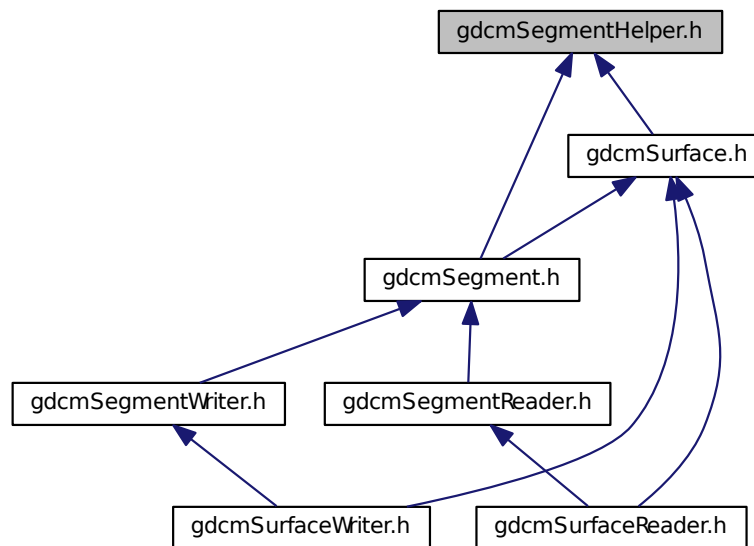 gdcmSegmentHelper.h
gdcmSurface.h
gdcmSegment.h
gdcmSegmentWriter.h
gdcmSegmentReader.h
gdcmSurfaceWriter.h
gdcmSurfaceReader.h